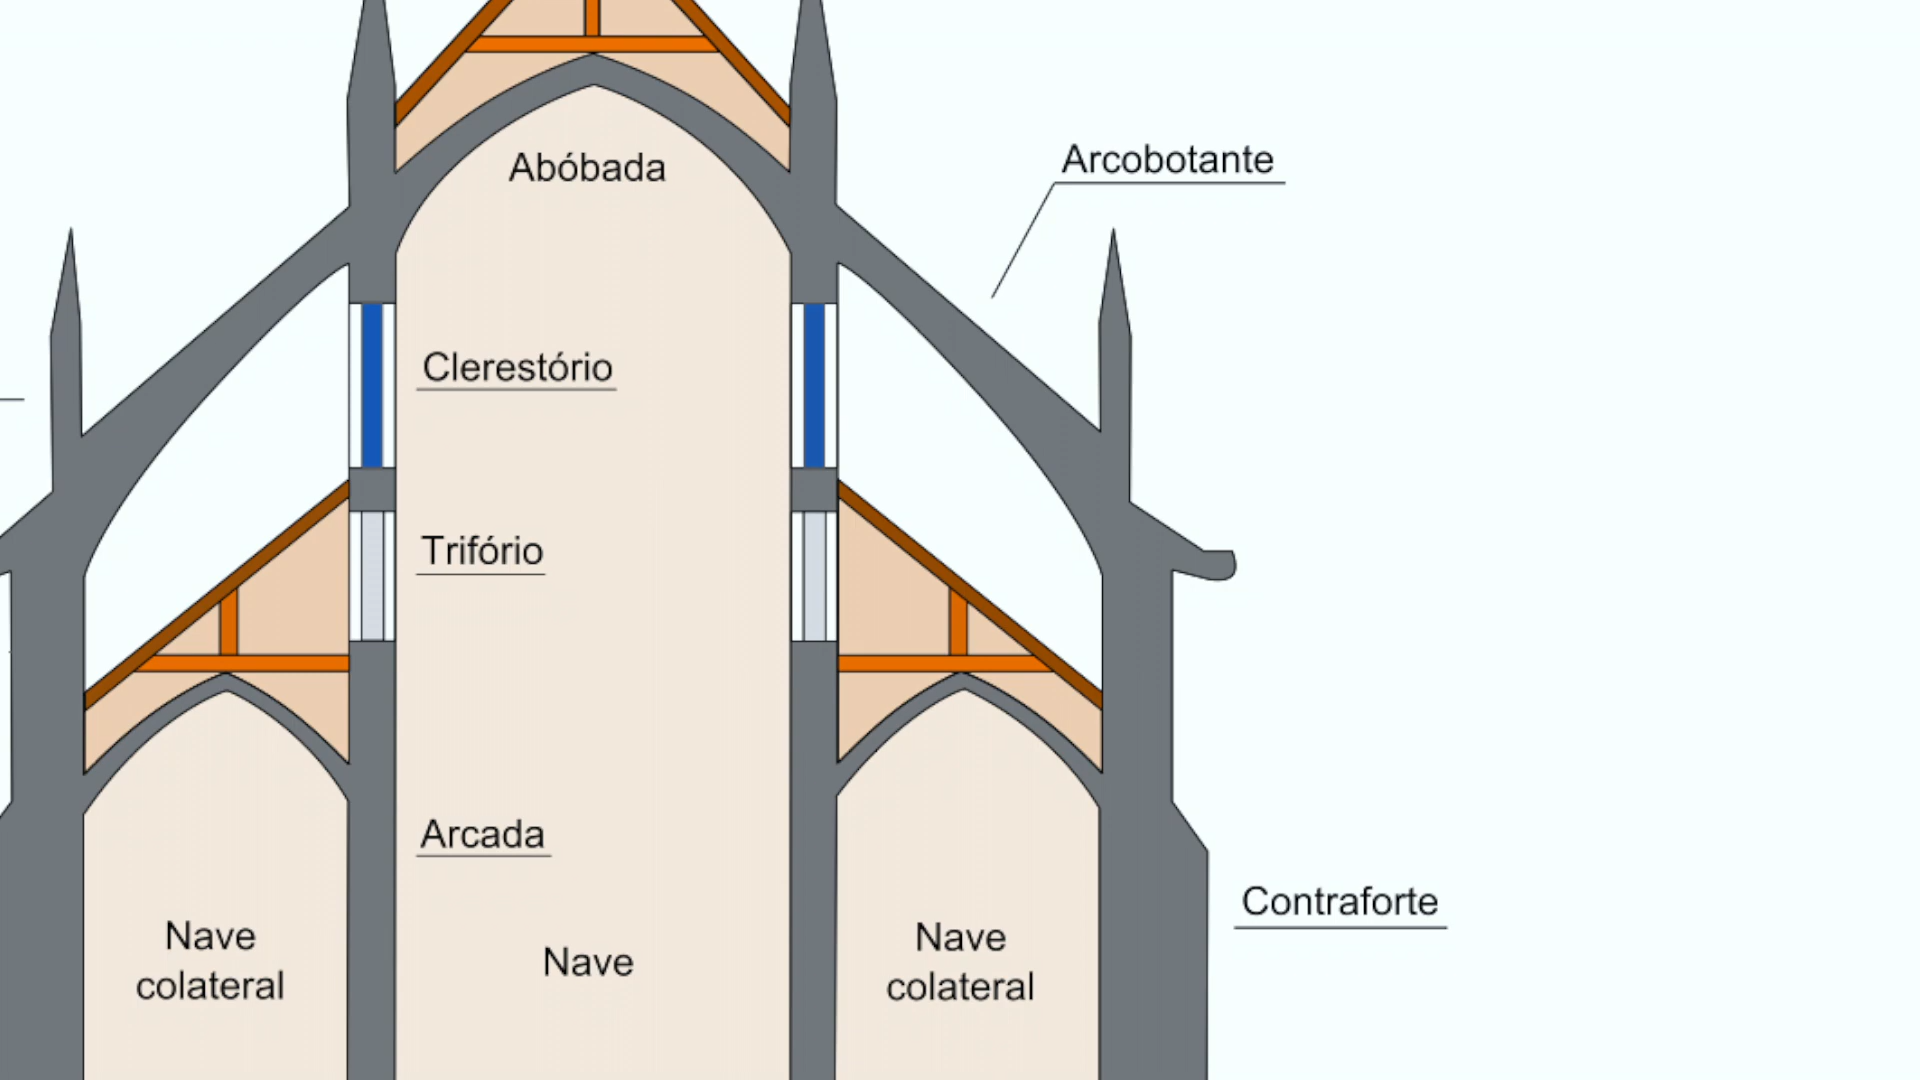 Abóbada
Arcobotante
Clerestório
Trifório
Arcada
Nave
colateral
Nave
Nave
colateral
Contraforte